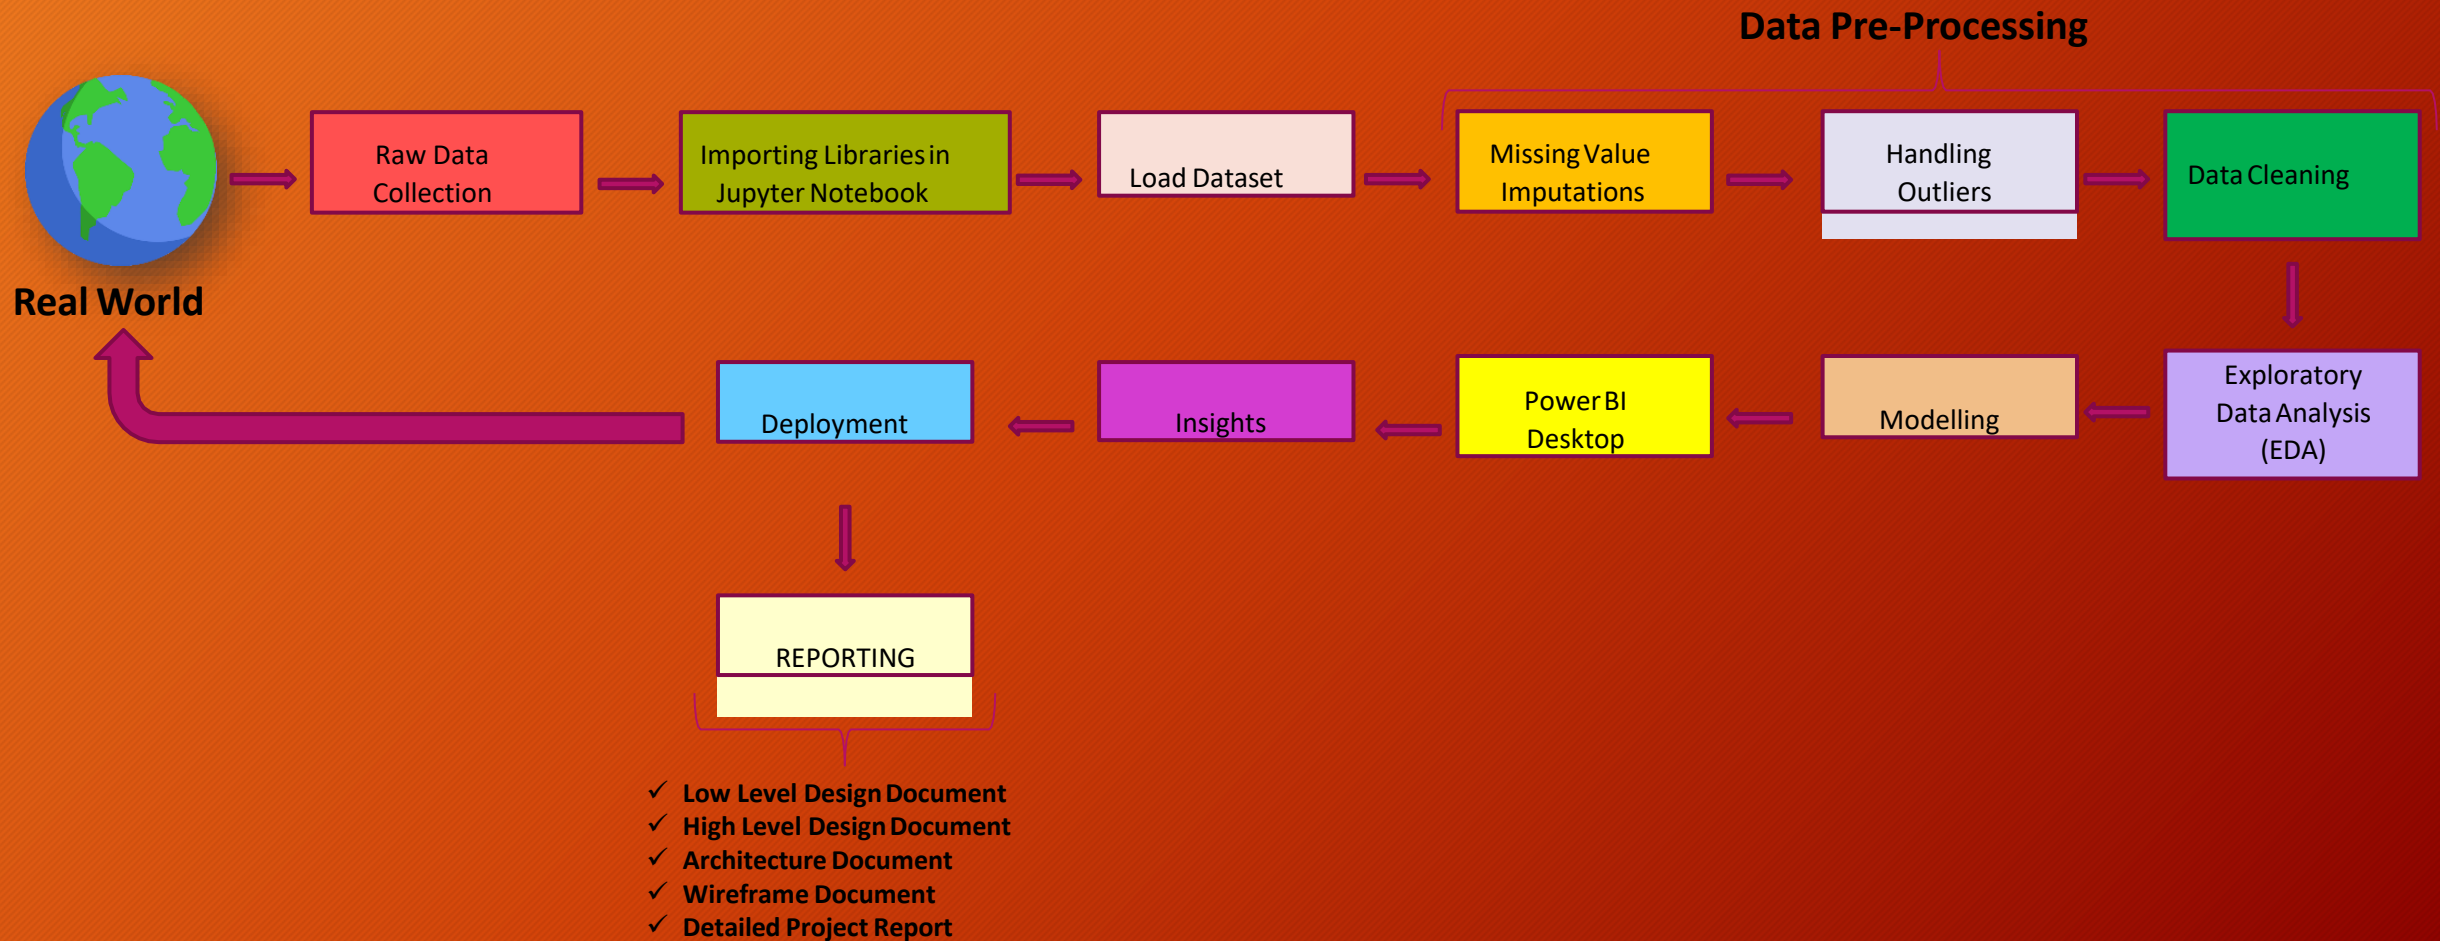 Data Pre-Processing
Raw Data
Collection
Importing Libraries in
Jupyter Notebook
Load Dataset
Missing Value
Imputations
Handling
Outliers
Data Cleaning
Real World
Deployment
Insights
Power BI
Desktop
Modelling
Exploratory
Data Analysis
(EDA)
REPORTING
✓ Low Level Design Document
✓ High Level Design Document
✓ Architecture Document
✓ Wireframe Document
✓ Detailed Project Report